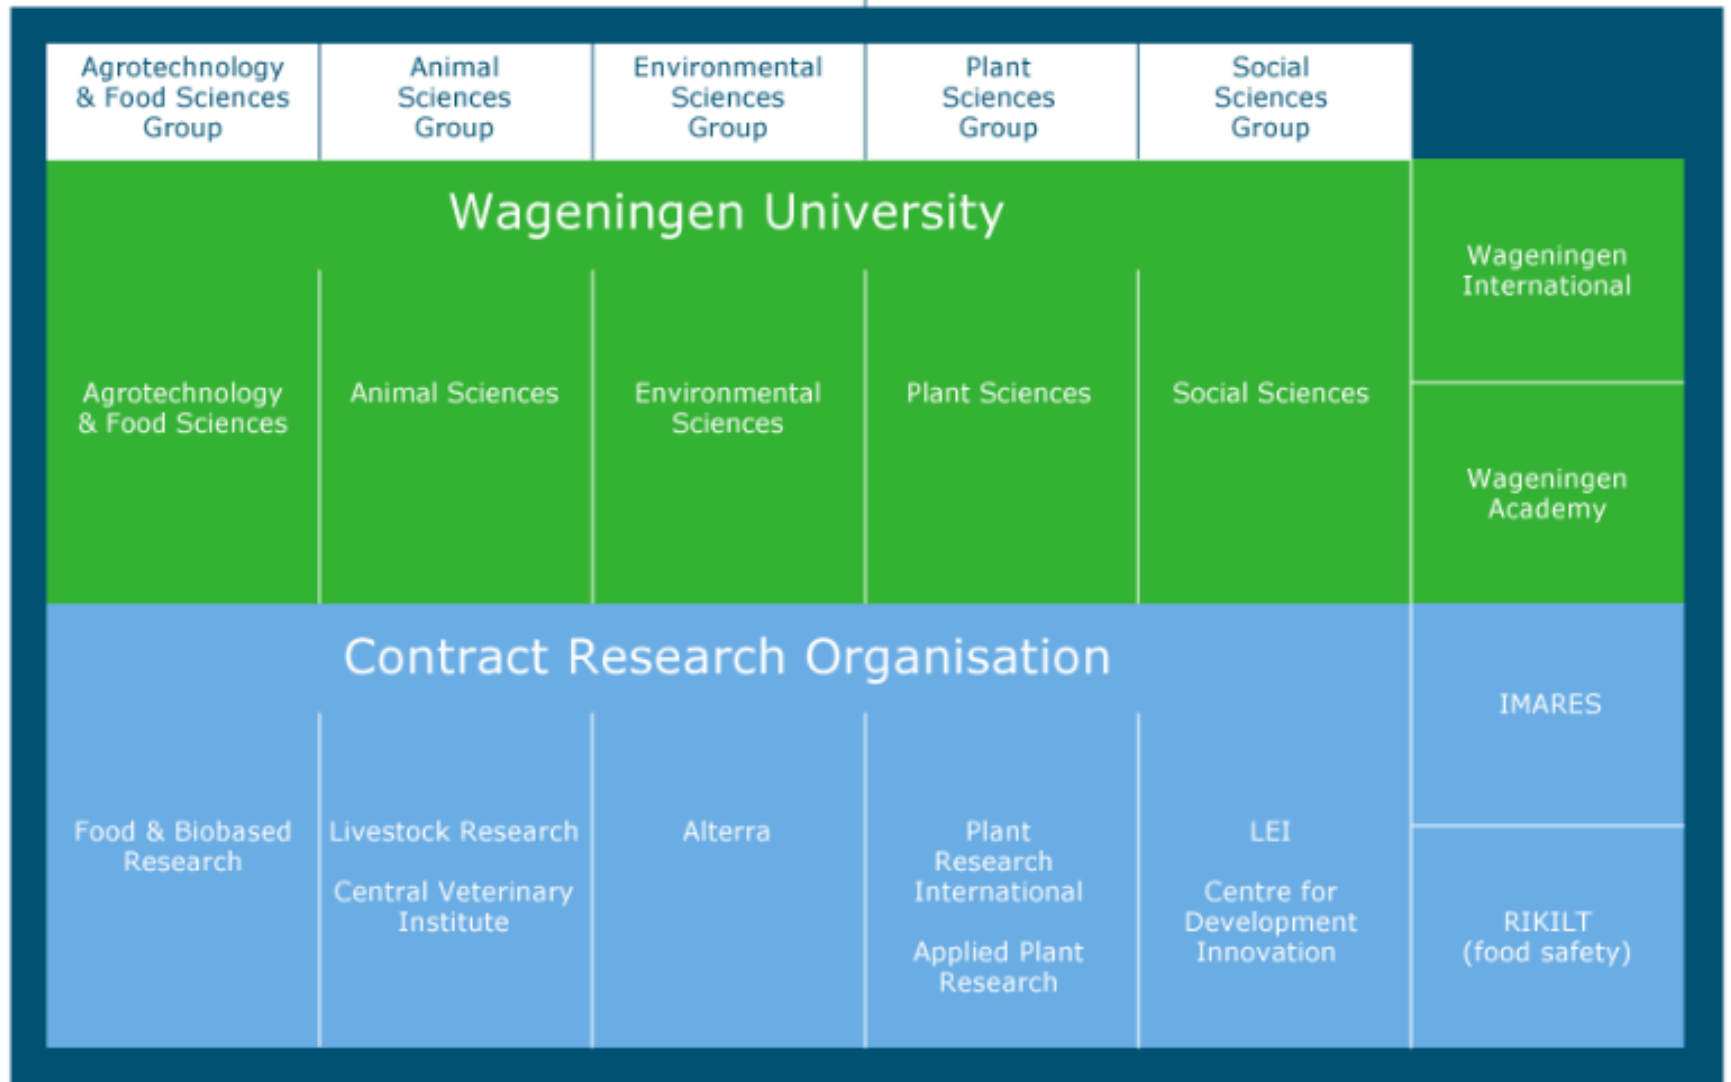 Agrotechnology
& Food Sciences
Group
Animal
Sciences
Group
Environmental
Sciences
Group
Plant
Sciences
Group
Social
Sciences
Group
Wageningen University
Agrotechnology
& Food Sciences
Animal Sciences
Environmental
Sciences
Plant Sciences
Social Sciences
Wageningen
International
Wageningen
Academy
Contract Research Organisation
Food & Biobased
Research
Livestock Research
Central Veterinary
Institute
Alterra
Plant
Research
International
Applied Plant
Research
LEI
Centre for
Development
Innovation
IMARES
RIKILT
(food safety)